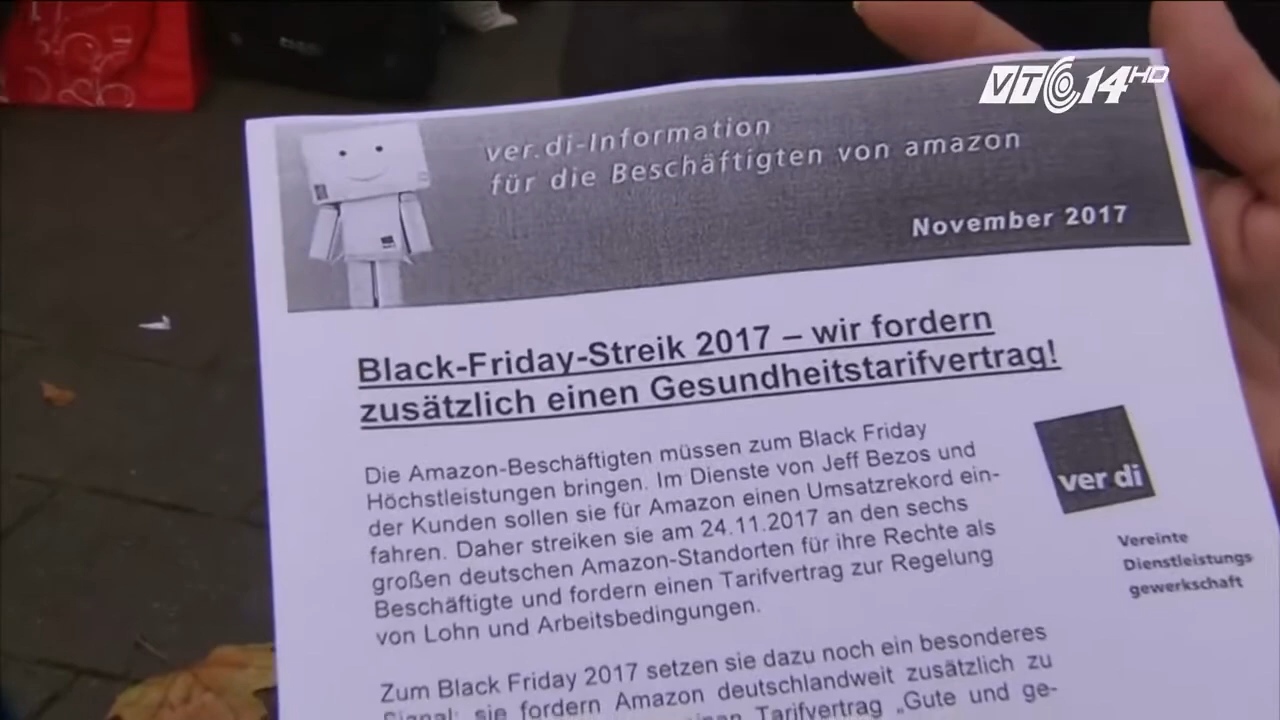 VTC14HD
ver.di-Information
für die Beschäftigten von amazon
November 2017
Black-Friday-Streik 2017 – wir fordern
zusätzlich einen Gesundheitstarifvertrag!
Die Amazon-Beschäftigten müssen zum Black Friday
Höchstleistungen bringen. Im Dienste von Jeff Bezos und
der Kunden sollen sie für Amazon einen Umsatzrekord ein-
fahren. Daher streiken sie am 24.11.2017 an den sechs
großen deutschen Amazon-Standorten für ihre Rechte als
Beschäftigte und fordern einen Tarifvertrag zur Regelung
von Lohn und Arbeitsbedingungen.
ver di
Vereinte
Dienstleistungs
gewerkschaft
Zum Black Friday 2017 setzen sie dazu noch ein besonderes
Signal: sie fordern Amazon deutschlandweit zusätzlich zu
Tarifvertrag „Gute und ge-